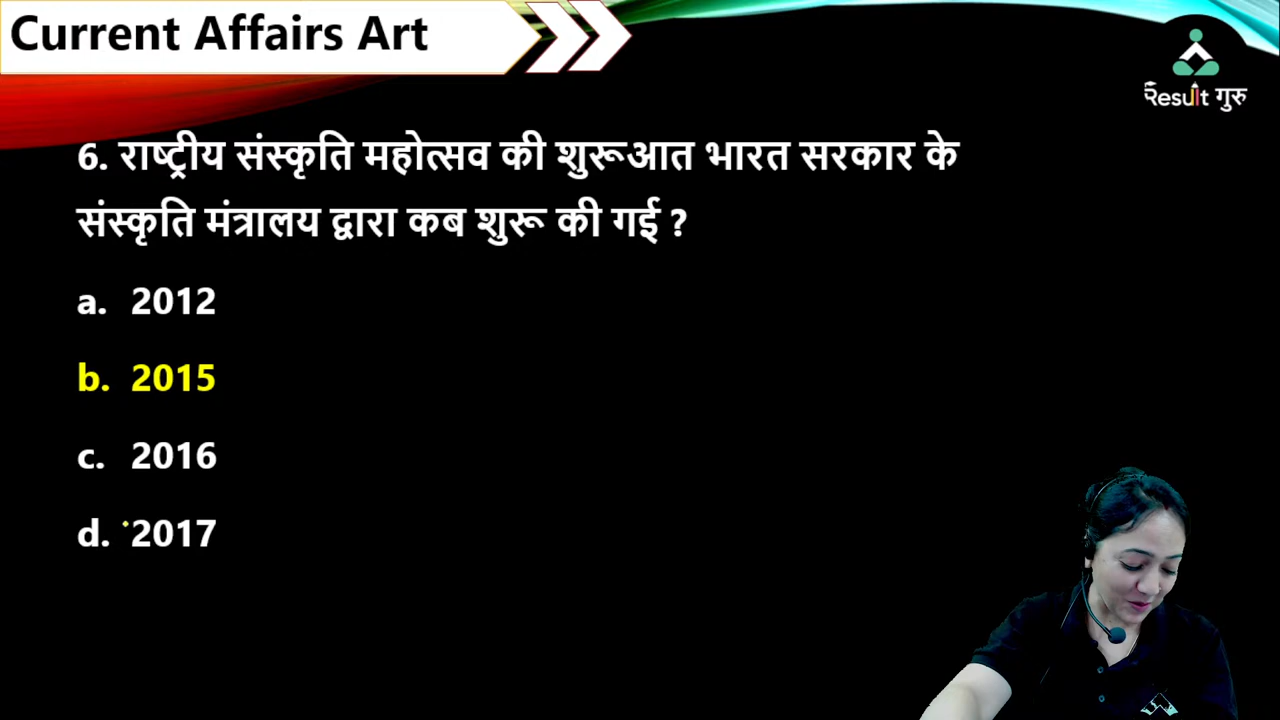 Current Affairs Art
Result गुरु
6. राष्ट्रीय संस्कृति महोत्सव की शुरूआत भारत सरकार के
संस्कृति मंत्रालय द्वारा कब शुरू की गई ?
a. 2012
b. 2015
c. 2016
d. 2017